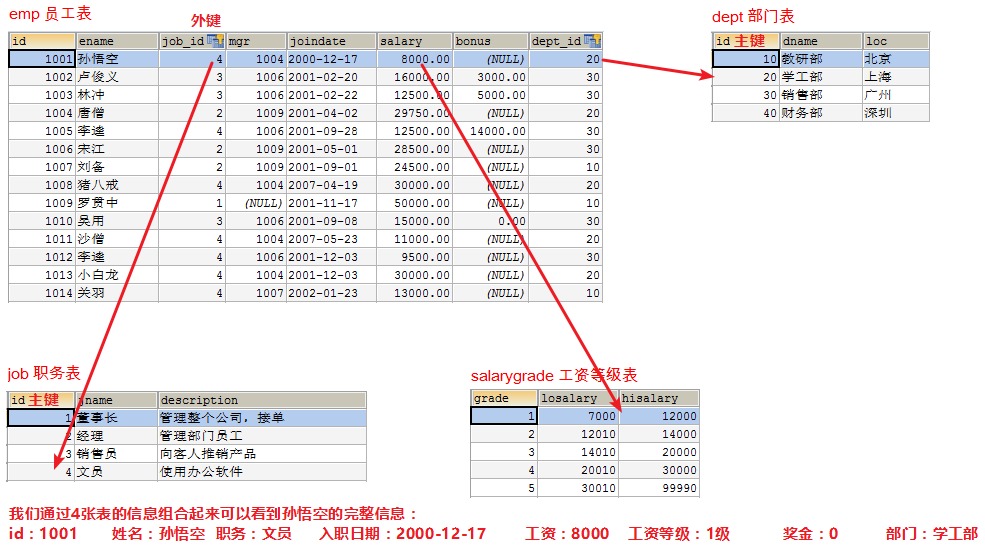 emp 员工表
外键
id ename job_id mgr joindate salary bonus dept_id
1001 孙悟空 4 1004 2000-12-17 8000.00 (NULL) 20
1002 卢俊义 3 1006 2001-02-20 16000.00 3000.00 30
1003 林冲 3 1006 2001-02-22 12500.00 5000.00 30
1004 唐僧 2 1009 2001-04-02 29750.00 (NULL) 20
1005 李逵 4 1006 2001-09-28 12500.00 14000.00 30
1006 宋江 2 1009 2001-05-01 28500.00 (NULL) 30
1007 刘备 2 1009 2001-09-01 24500.00 (NULL) 10
1008 猪八戒 4 1004 2007-04-19 30000.00 (NULL) 20
1009 罗贯中 1 (NULL) 2001-11-17 50000.00 (NULL) 10
1010 吴用 3 1006 2001-09-08 15000.00 0.00 30
1011 沙僧 4 1004 2007-05-23 11000.00 (NULL) 20
1012 李逵 4 1006 2001-12-03 9500.00 (NULL) 30
1013 小白龙 4 1004 2001-12-03 30000.00 (NULL) 20
1014 关羽 4 1007 2002-01-23 13000.00 (NULL) 10
dept 部门表
id 主键 dname loc
10 教研部 北京
20 学工部 上海
30 销售部 广州
40 财务部 深圳
job 职务表
id 主键 jname description
1 董事长 管理整个公司，接单
2 经理 管理部门员工
3 销售员 向客人推销产品
4 文员 使用办公软件
salarygrade 工资等级表
grade losalary hisalary
1 7000 12000
2 12010 14000
3 14010 20000
4 20010 30000
5 30010 99990
我们通过4张表的信息组合起来可以看到孙悟空的完整信息：
id：1001 姓名：孙悟空 职务：文员 入职日期：2000-12-17 工资：8000 工资等级：1级 奖金：0 部门：学工部